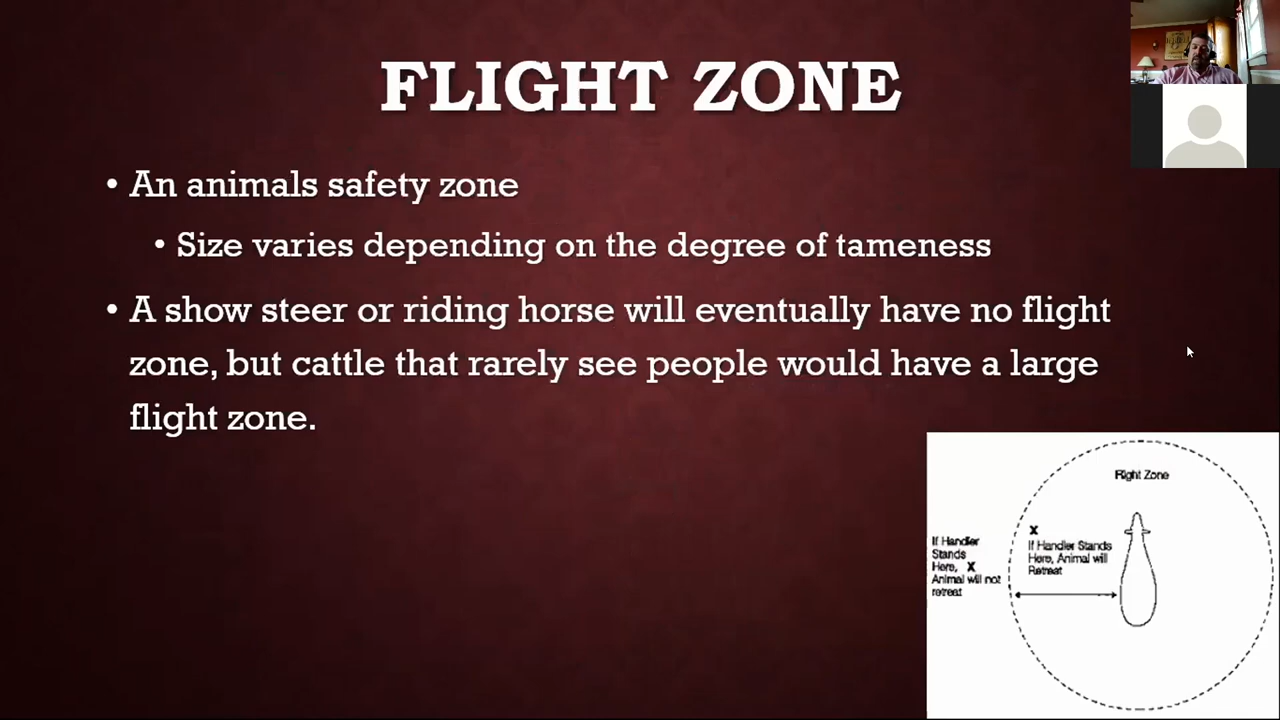 FLIGHT ZONE
• An animals safety zone
• Size varies depending on the degree of tameness
• A show steer or riding horse will eventually have no flight
zone, but cattle that rarely see people would have a large
flight zone.
Flight Zone
X
If Handler Stands
Here, Animal will
Retreat
If Handler
Stands
Here, X
Animal will not
retreat